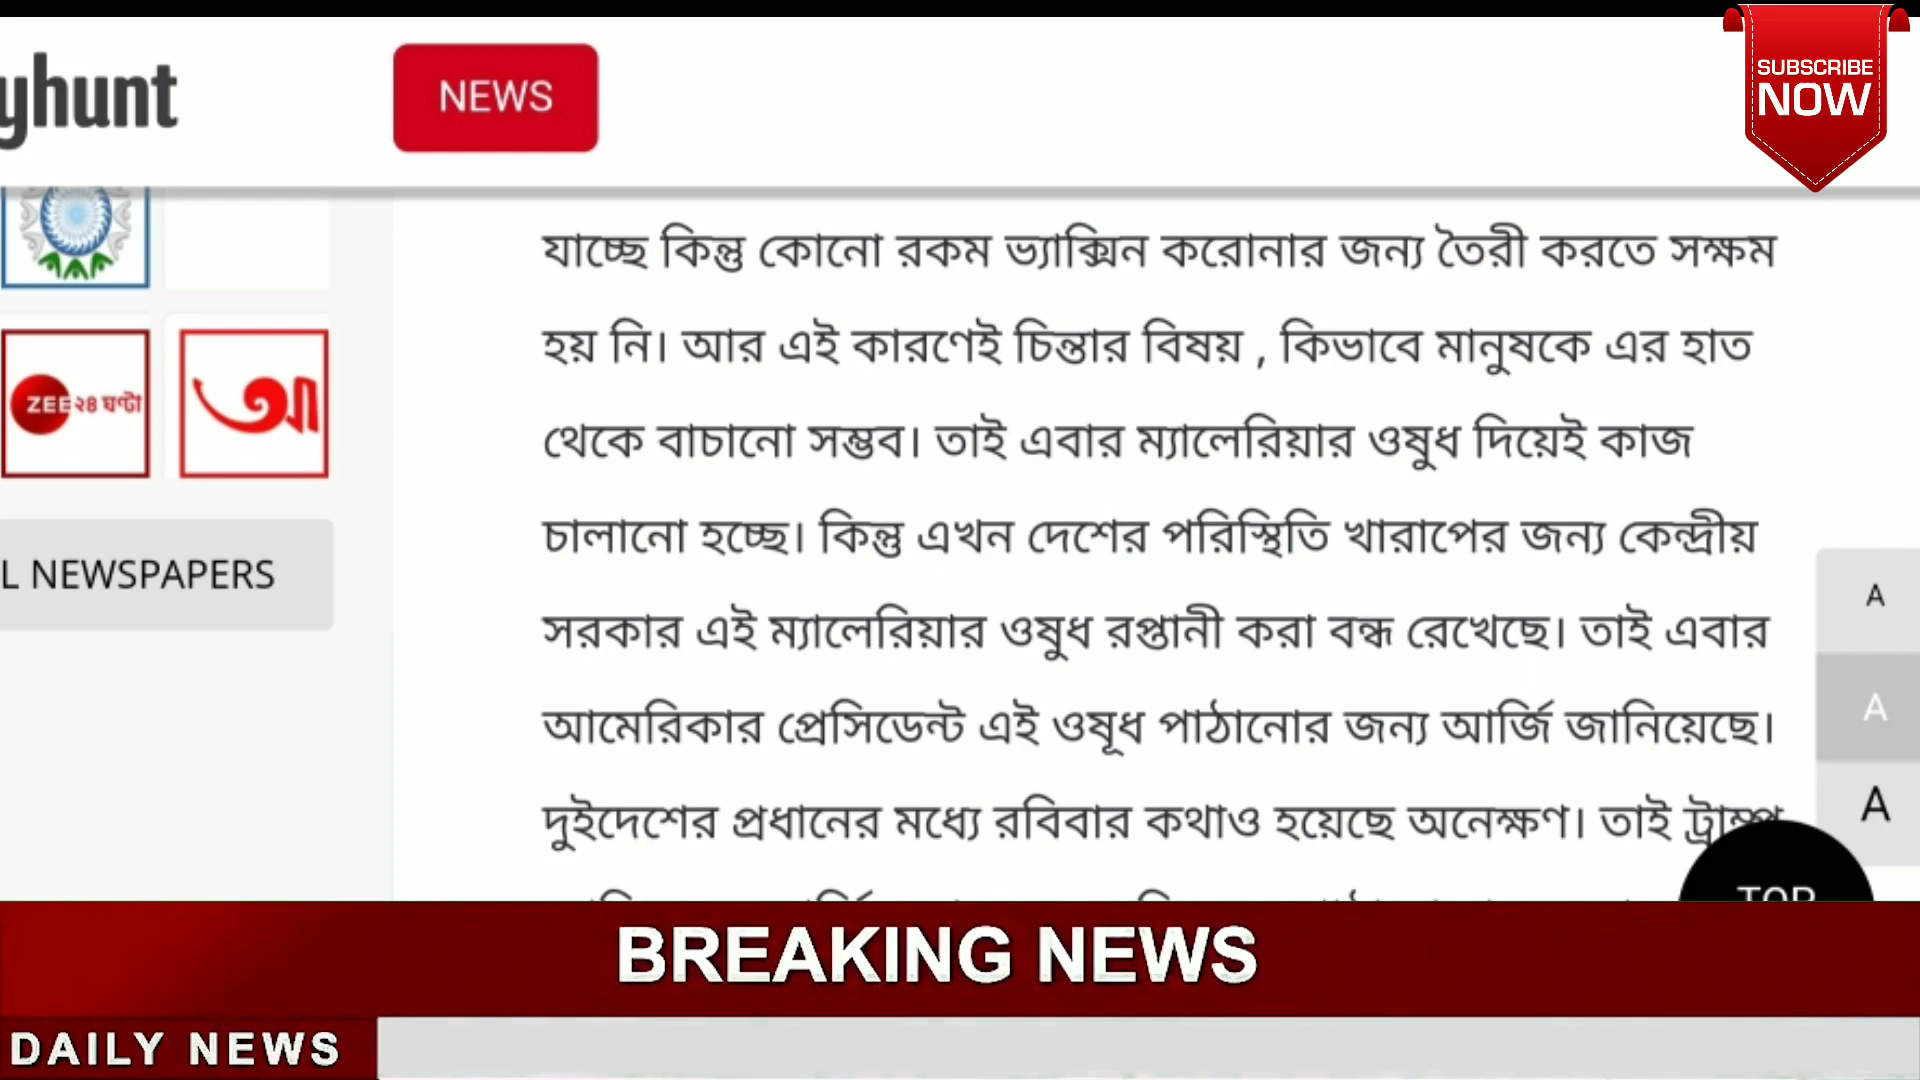 yhunt
NEWS
SUBSCRIBE
NOW
ZEE ২৪ ঘণ্টা
আ
L NEWSPAPERS
যাচ্ছে কিন্তু কোনো রকম ভ্যাক্সিন করোনার জন্য তৈরী করতে সক্ষম
হয় নি। আর এই কারণেই চিন্তার বিষয় , কিভাবে মানুষকে এর হাত
থেকে বাচানো সম্ভব। তাই এবার ম্যালেরিয়ার ওষুধ দিয়েই কাজ
চালানো হচ্ছে। কিন্তু এখন দেশের পরিস্থিতি খারাপের জন্য কেন্দ্রীয়
সরকার এই ম্যালেরিয়ার ওষুধ রপ্তানী করা বন্ধ রেখেছে। তাই এবার
আমেরিকার প্রেসিডেন্ট এই ওষূধ পাঠানোর জন্য আর্জি জানিয়েছে।
দুইদেশের প্রধানের মধ্যে রবিবার কথাও হয়েছে অনেক্ষণ। তাই ট্রাম্প
A
A
A
TOP
BREAKING NEWS
DAILY NEWS